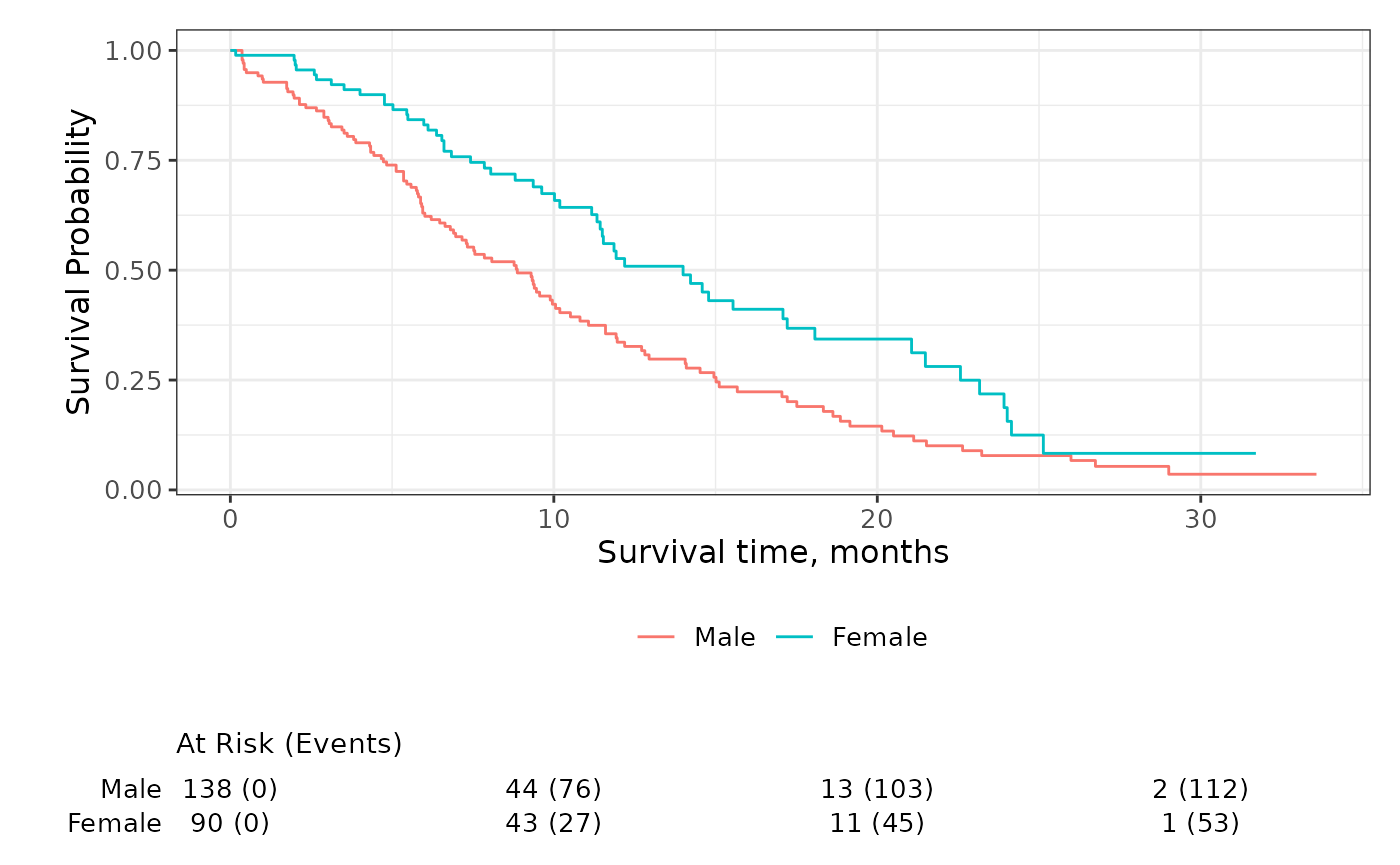 Survival Probability
1.00
0.75
0.50
0.25
0.00
0 10 20 30
Survival time, months
Male Female
At Risk (Events)
Male 138 (0) 44 (76) 13 (103) 2 (112)
Female 90 (0) 43 (27) 11 (45) 1 (53)